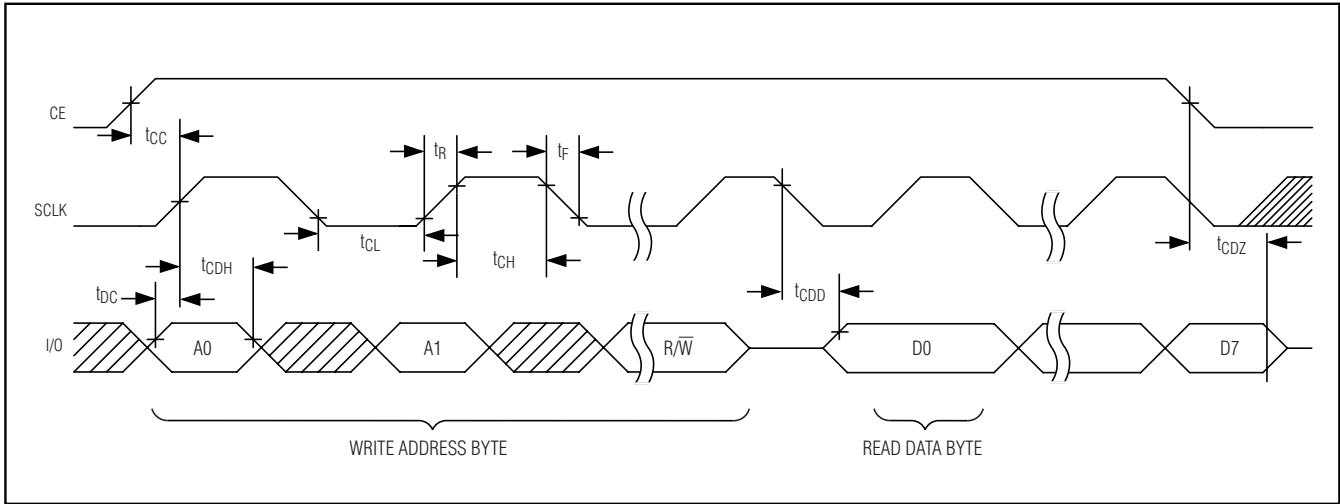 CE
tCC
tR
tF
SCLK
tCL
tCH
tCDZ
tCDH
tDC
tCDD
I/O
A0
A1
R/W̅
D0
D7
WRITE ADDRESS BYTE
READ DATA BYTE